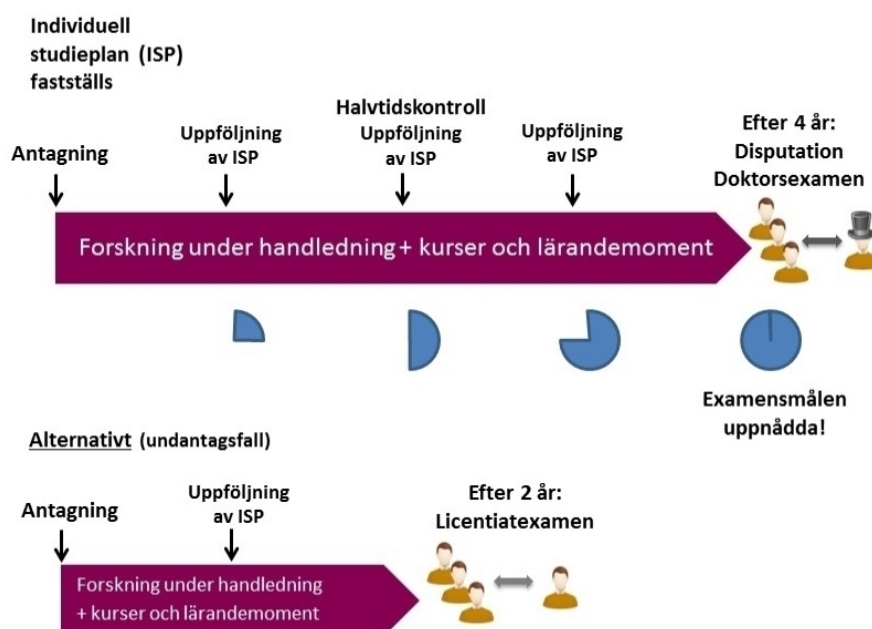 Individuell
studieplan (ISP)
fastställs
Antagning
Uppföljning
av ISP
Halvtidskontroll
Uppföljning
av ISP
Uppföljning
av ISP
Efter 4 år:
Disputation
Doktorsexamen
Forskning under handledning + kurser och lärandemoment
Examensmålen
uppnådda!
Alternativt (undantagsfall)
Antagning
Uppföljning
av ISP
Efter 2 år:
Licentiatexamen
Forskning under handledning
+ kurser och lärandemoment